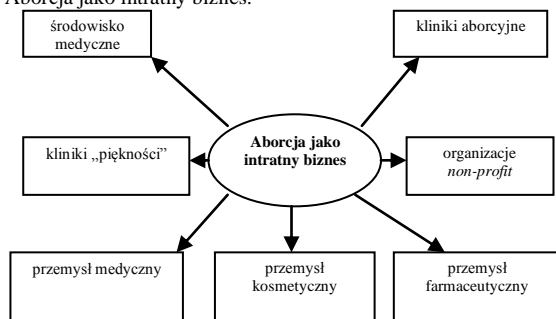 Aborcja jako intratny biznes.
środowisko
medyczne
kliniki aborcyjne
kliniki „piękności”
Aborcja jako
intratny biznes
organizacje
non-profit
przemysł medyczny
przemysł
kosmetyczny
przemysł
farmaceutyczny